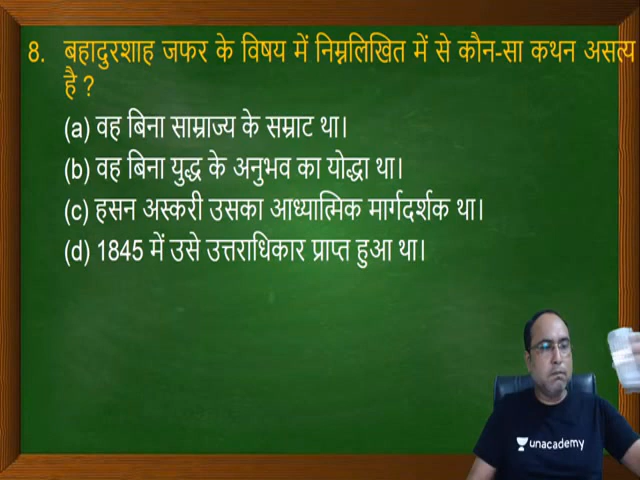 8. बहादुरशाह जफर के विषय में निम्नलिखित में से कौन-सा कथन असत्य
है ?
(a) वह बिना साम्राज्य के सम्राट था।
(b) वह बिना युद्ध के अनुभव का योद्धा था।
(c) हसन अस्करी उसका आध्यात्मिक मार्गदर्शक था।
(d) 1845 में उसे उत्तराधिकार प्राप्त हुआ था।
unacademy